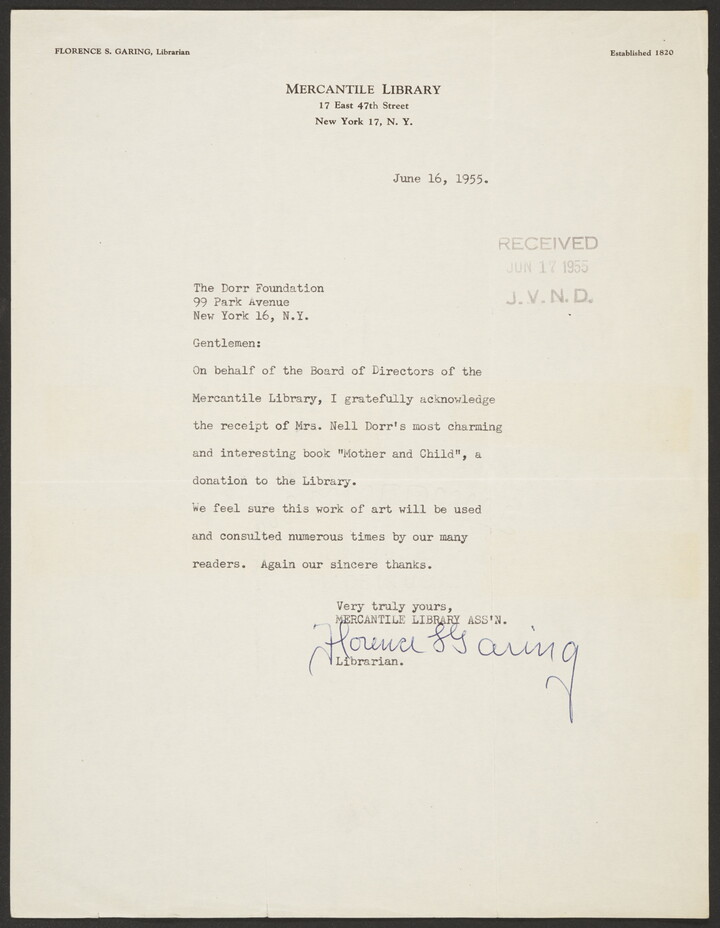 FLORENCE S. GARING, Librarian
Established 1820
MERCANTILE LIBRARY
17 East 47th Street
New York 17, N. Y.
June 16, 1955.
RECEIVED
JUN 17 1955
J. V. N. D.
The Dorr Foundation
99 Park Avenue
New York 16, N.Y.
Gentlemen:
On behalf of the Board of Directors of the
Mercantile Library, I gratefully acknowledge
the receipt of Mrs. Nell Dorr's most charming
and interesting book "Mother and Child", a
donation to the Library.
We feel sure this work of art will be used
and consulted numerous times by our many
readers.  Again our sincere thanks.
Very truly yours,
MERCANTILE LIBRARY ASS'N.
Florence S Garing
Librarian.